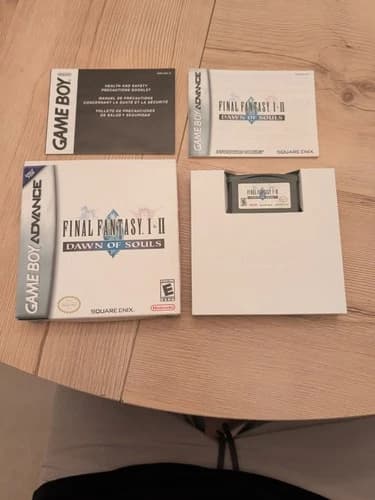 GAME BOY
HEALTH AND SAFETY
PRECAUTIONS BOOKLET
MANUEL DE PRÉCAUTIONS
CONCERNANT LA SANTÉ ET LA SÉCURITÉ
FOLLETO DE PRECAUCIONES
DE SALUD Y SEGURIDAD
GAME BOY ADVANCE
FINAL FANTASY I·II
DAWN OF SOULS
SQUARE ENIX
GAME BOY ADVANCE
FINAL FANTASY I·II
DAWN OF SOULS
SQUARE ENIX
E
Nintendo
FINAL FANTASY I·II
DAWN OF SOULS